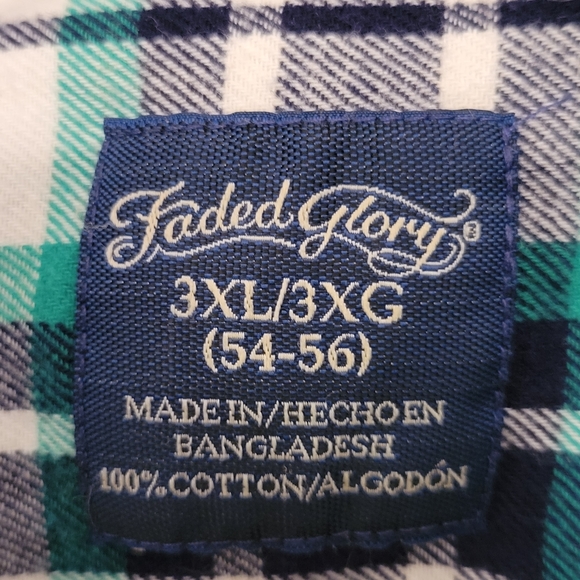 Faded Glory®
3XL/3XG
(54-56)
MADE IN/HECHO EN
BANGLADESH
100% COTTON/ALGODÓN